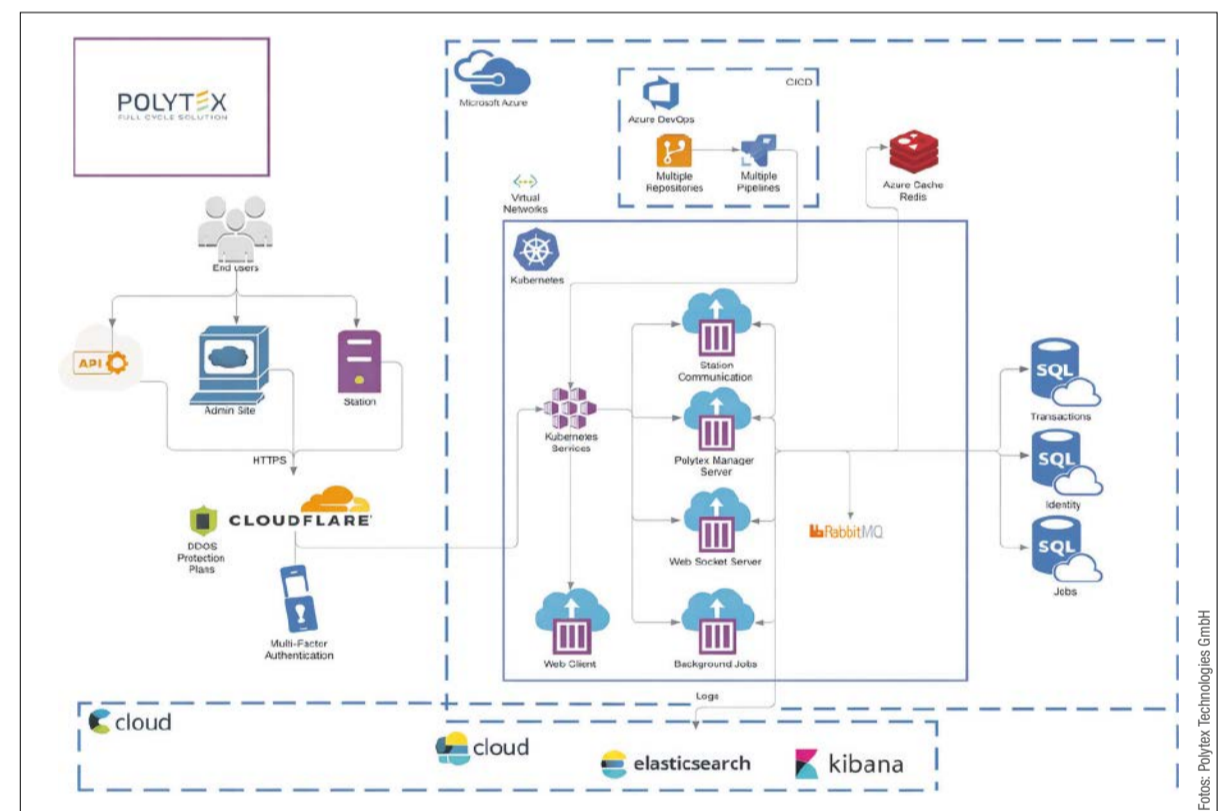 POLYTEX
FULL CYCLE SOLUTION
Microsoft Azure
CICD
Azure DevOps
Multiple
Repositories
Multiple
Pipelines
Azure Cache
Redis
Virtual
Networks
Kubernetes
End users
API
Admin Site
Station
HTTPS
CLOUDFLARE
DDOS
Protection
Plans
Multi-Factor
Authentication
Kubernetes
Services
Station
Communication
Polytex Manager
Server
Web Socket Server
Web Client
Background Jobs
RabbitMQ
SQL
Transactions
SQL
Identity
SQL
Jobs
Logs
cloud
cloud
elasticsearch
kibana
Fotos: Polytex Technologies GmbH